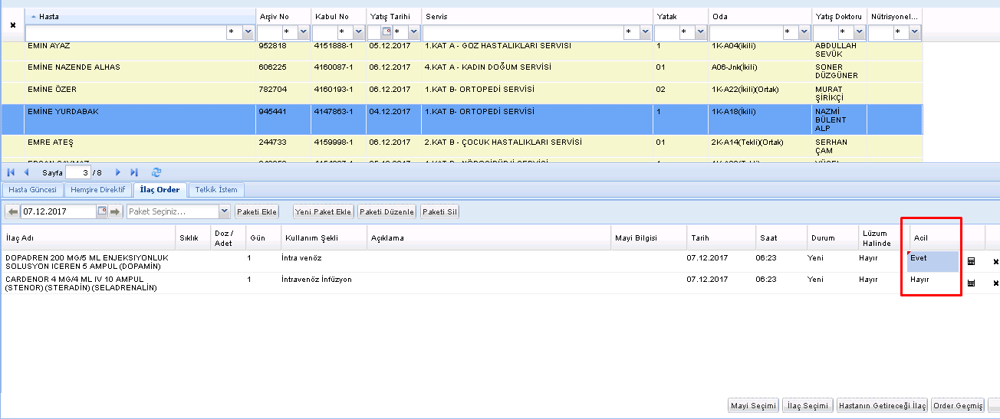 Hasta Arşiv No Kabul No Yatış Tarihi Servis Yatak Oda Yatış Doktoru Nütrisyonel...
* * * * * * * * *
EMİN AYAZ 952818 4151888-1 05.12.2017 1.KAT A - GÖZ HASTALIKLARI SERVİSİ 1 1K-A04(İkili) ABDULLAH
SEVÜK
EMİNE NAZENDE ALHAS 606225 4160087-1 06.12.2017 4.KAT A - KADIN DOĞUM SERVİSİ 01 A06-Jnk(İkili) SONER
DÜZGÜNER
EMİNE ÖZER 782704 4160193-1 06.12.2017 1.KAT B- ORTOPEDİ SERVİSİ 02 1K-A22(İkili)(Ortak) MURAT
ŞİRİKÇİ
EMİNE YURDABAK 945441 4147863-1 04.12.2017 1.KAT B- ORTOPEDİ SERVİSİ 1 1K-A18(İkili) NAZMİ
BÜLENT
ALP
EMRE ATEŞ 244733 4159998-1 06.12.2017 2.KAT B - ÇOCUK HASTALIKLARI SERVİSİ 01 2K-A14(Tekli)(Ortak) SERHAN
ÇAM
Sayfa 3 / 8
Hasta Güncesi Hemşire Direktif İlaç Order Tetkik İstem
07.12.2017 Paket Seçiniz... Paketi Ekle Yeni Paket Ekle Paketi Düzenle Paketi Sil
İlaç Adı Sıklık Doz / Adet Gün Kullanım Şekli Açıklama Mayi Bilgisi Tarih Saat Durum Lüzum Halinde Acil
DOPADREN 200 MG/5 ML ENJEKSIYONLUK 1 İntra venöz 07.12.2017 06:23 Yeni Hayır Evet
SOLUSYON ICEREN 5 AMPUL (DOPAMİN)
CARDENOR 4 MG/4 ML IV 10 AMPUL 1 İntravenöz İnfüzyon 07.12.2017 06:23 Yeni Hayır Hayır
(STENOR) (STERADİN) (SELADRENALİN)
Mayi Seçimi İlaç Seçimi Hastanın Getireceği İlaç Order Geçmiş